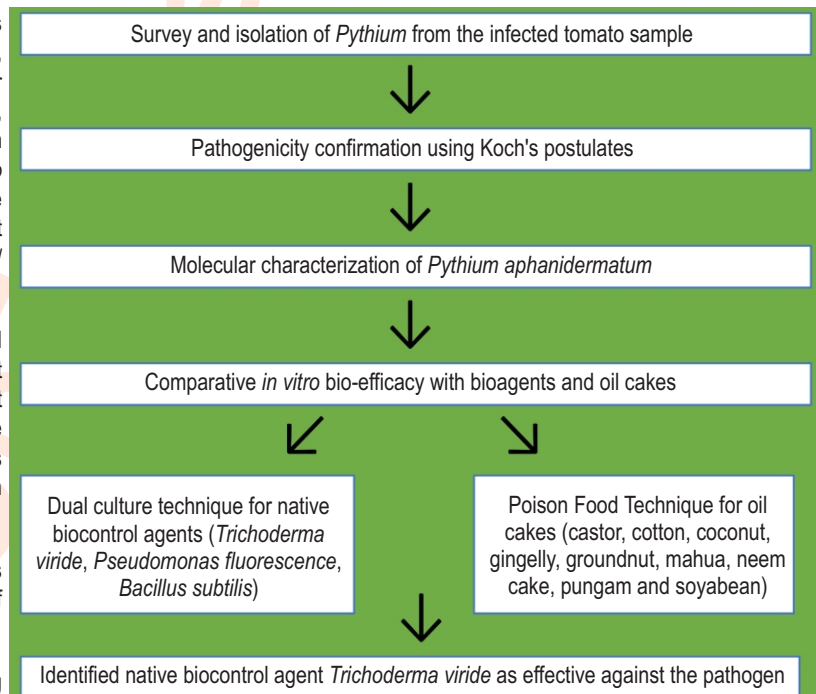 Survey and isolation of Pythium from the infected tomato sample
Pathogenicity confirmation using Koch's postulates
Molecular characterization of Pythium aphanidermatum
Comparative in vitro bio-efficacy with bioagents and oil cakes
Dual culture technique for native
biocontrol agents (Trichoderma
viride, Pseudomonas fluorescence,
Bacillus subtilis)
Poison Food Technique for oil
cakes (castor, cotton, coconut,
gingelly, groundnut, mahua, neem
cake, pungam and soyabean)
Identified native biocontrol agent Trichoderma viride as effective against the pathogen